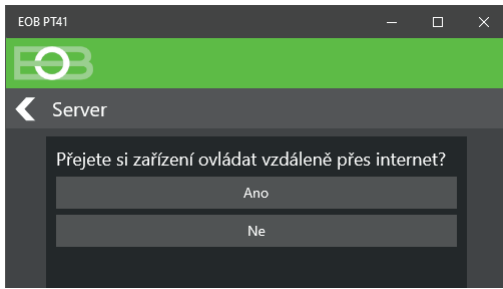 EOB PT41
EOB
Server
Přejete si zařízení ovládat vzdáleně přes internet?
Ano
Ne